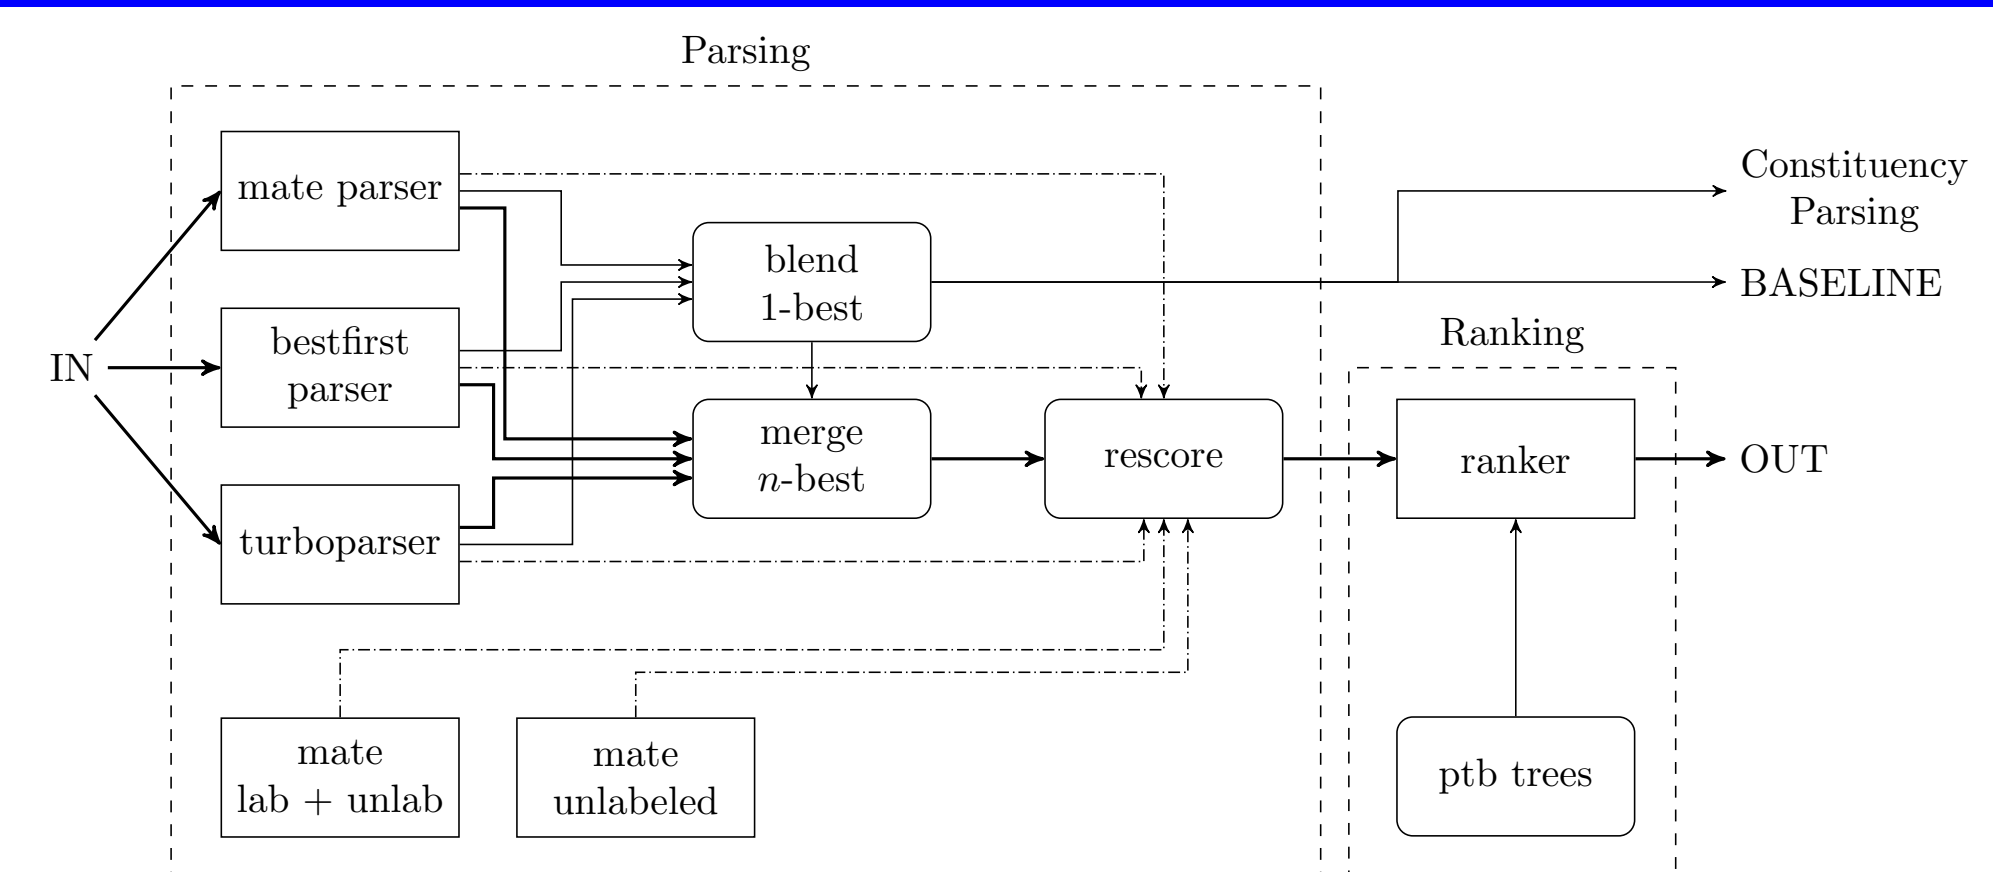 Parsing
mate parser
Constituency
Parsing
blend
1-best
BASELINE
Ranking
bestfirst
parser
IN
merge
n-best
rescore
ranker
OUT
turboparser
mate
lab + unlab
mate
unlabeled
ptb trees